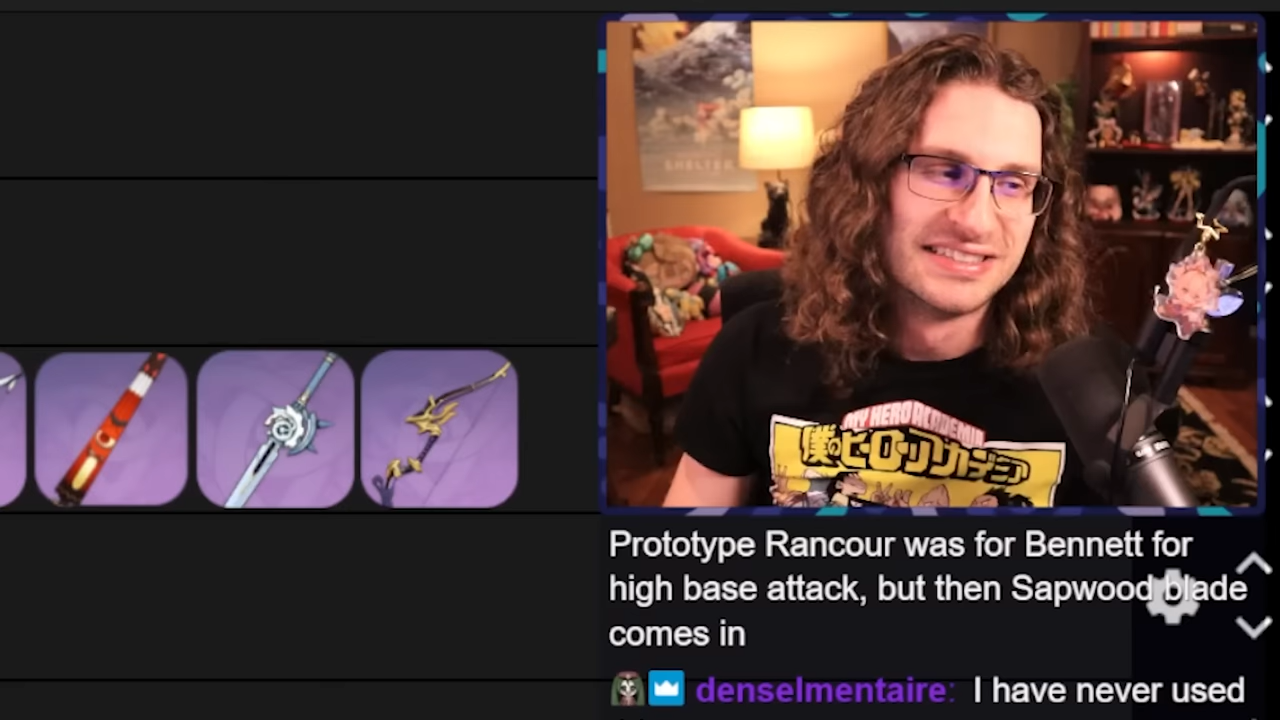 SHELTER
MY HERO ACADEMIA
僕のヒーローアカデミア
Prototype Rancour was for Bennett for
high base attack, but then Sapwood blade
comes in
denselmentaire: I have never used